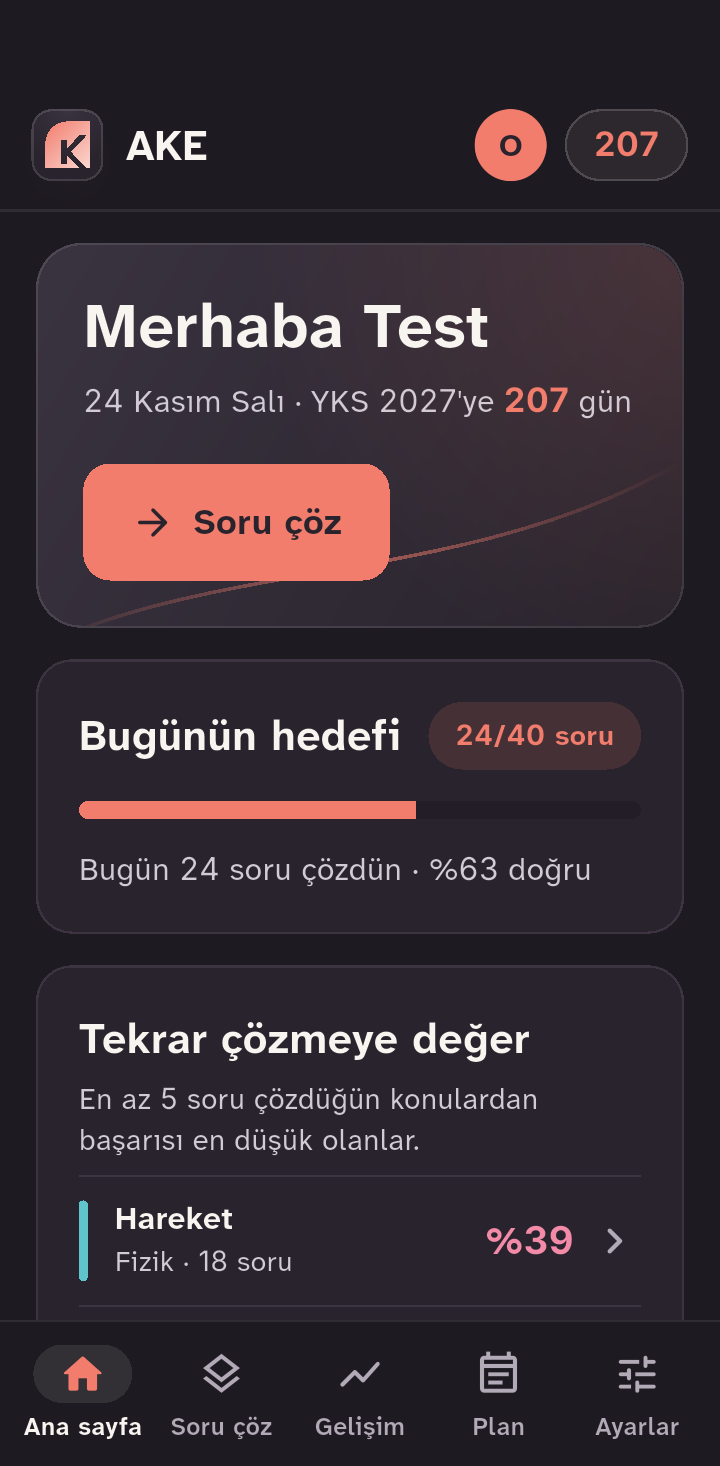 K AKE O 207
Merhaba Test
24 Kasım Salı · YKS 2027'ye 207 gün
→ Soru çöz
Bugünün hedefi 24/40 soru
Bugün 24 soru çözdün · %63 doğru
Tekrar çözmeye değer
En az 5 soru çözdüğün konulardan
başarısı en düşük olanlar.
Hareket
Fizik · 18 soru
%39
Ana sayfa Soru çöz Gelişim Plan Ayarlar